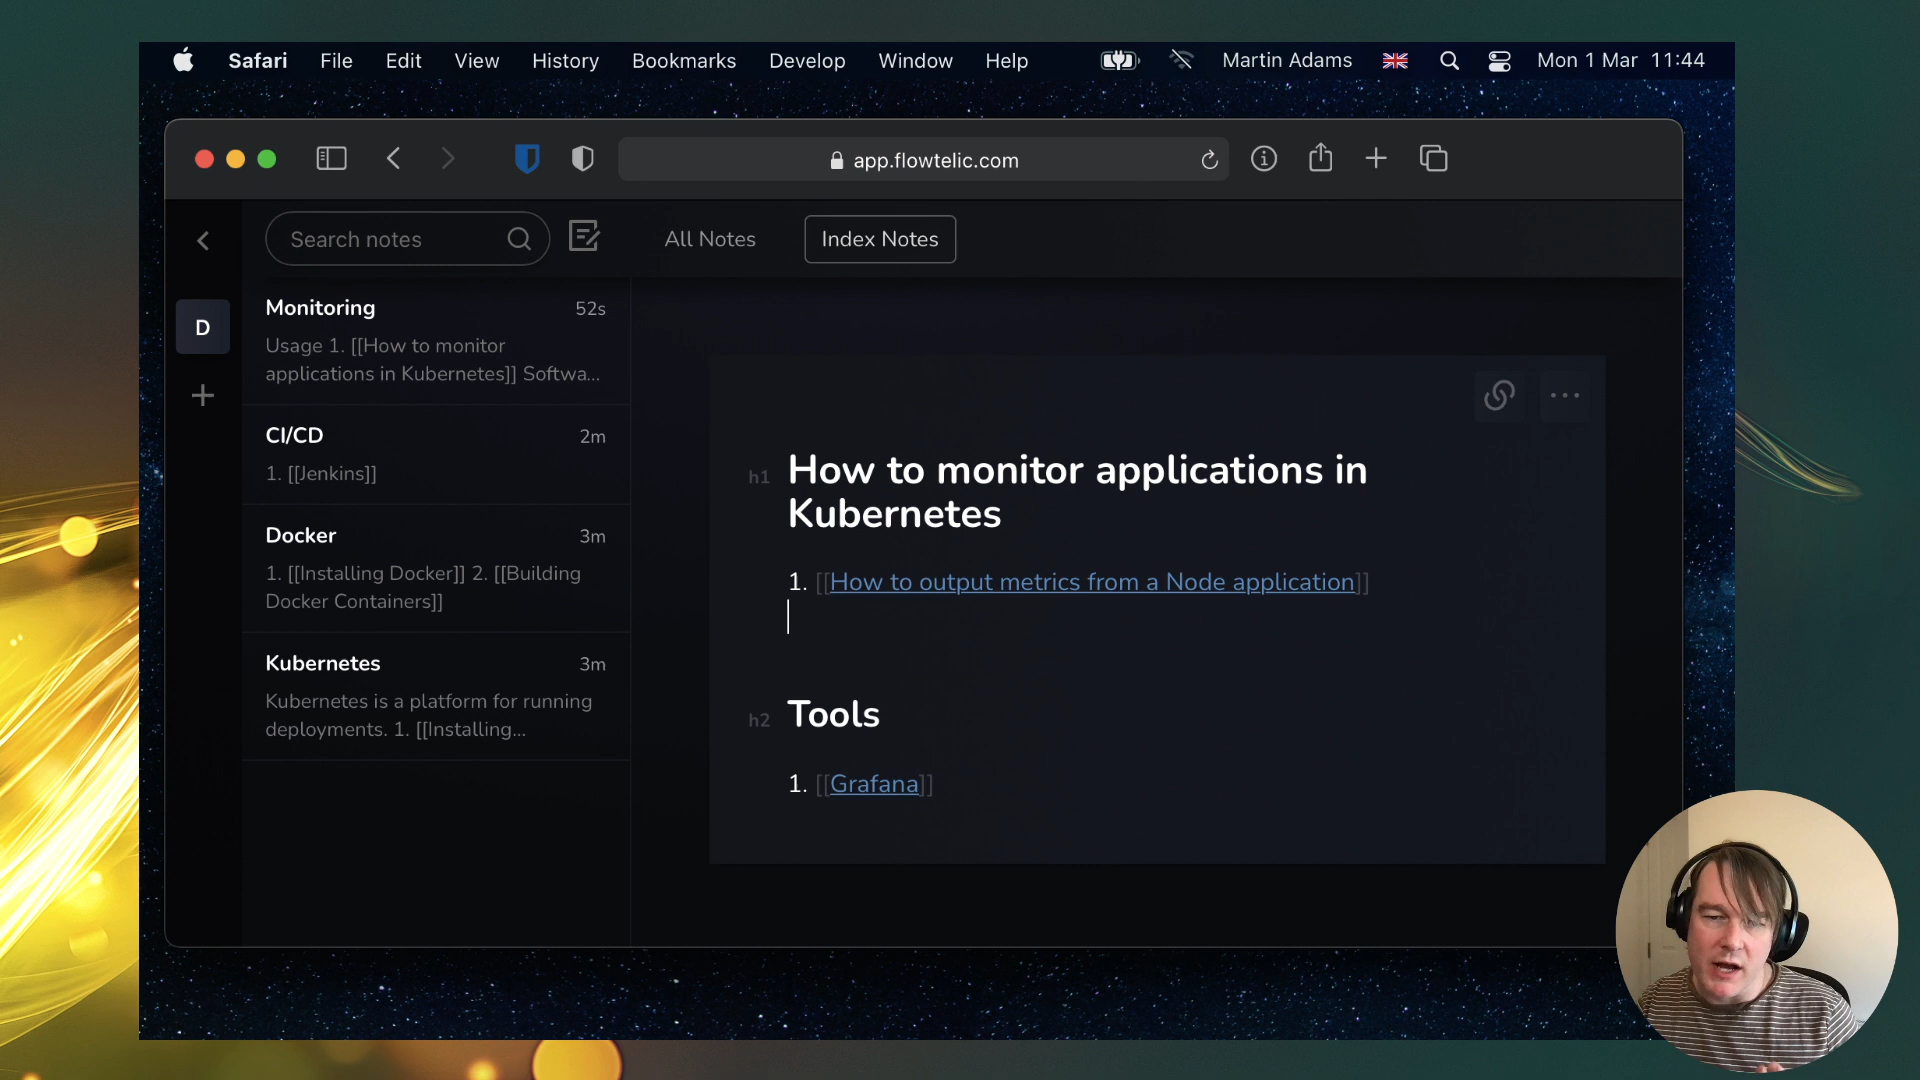 Safari File Edit View History Bookmarks Develop Window Help Martin Adams Mon 1 Mar 11:44
app.flowtelic.com
Search notes
All Notes
Index Notes
D
Monitoring 52s
Usage 1. [[How to monitor
applications in Kubernetes]] Softwa...
CI/CD 2m
1. [[Jenkins]]
Docker 3m
1. [[Installing Docker]] 2. [[Building
Docker Containers]]
Kubernetes 3m
Kubernetes is a platform for running
deployments. 1. [[Installing...
h1 How to monitor applications in
Kubernetes
1. [[How to output metrics from a Node application]]
h2 Tools
1. [[Grafana]]